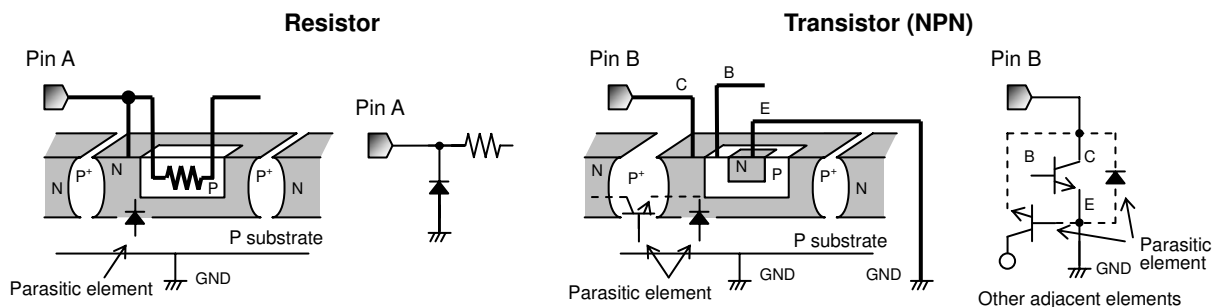 Resistor
Transistor (NPN)
Pin A
Pin B
Pin B
C
B
E
Pin A
N
P+
N
P
P+
N
N
P+
N
P
P+
N
B
C
E
P substrate
P substrate
GND
GND
GND
GND
Parasitic element
Parasitic element
Parasitic
element
Other adjacent elements